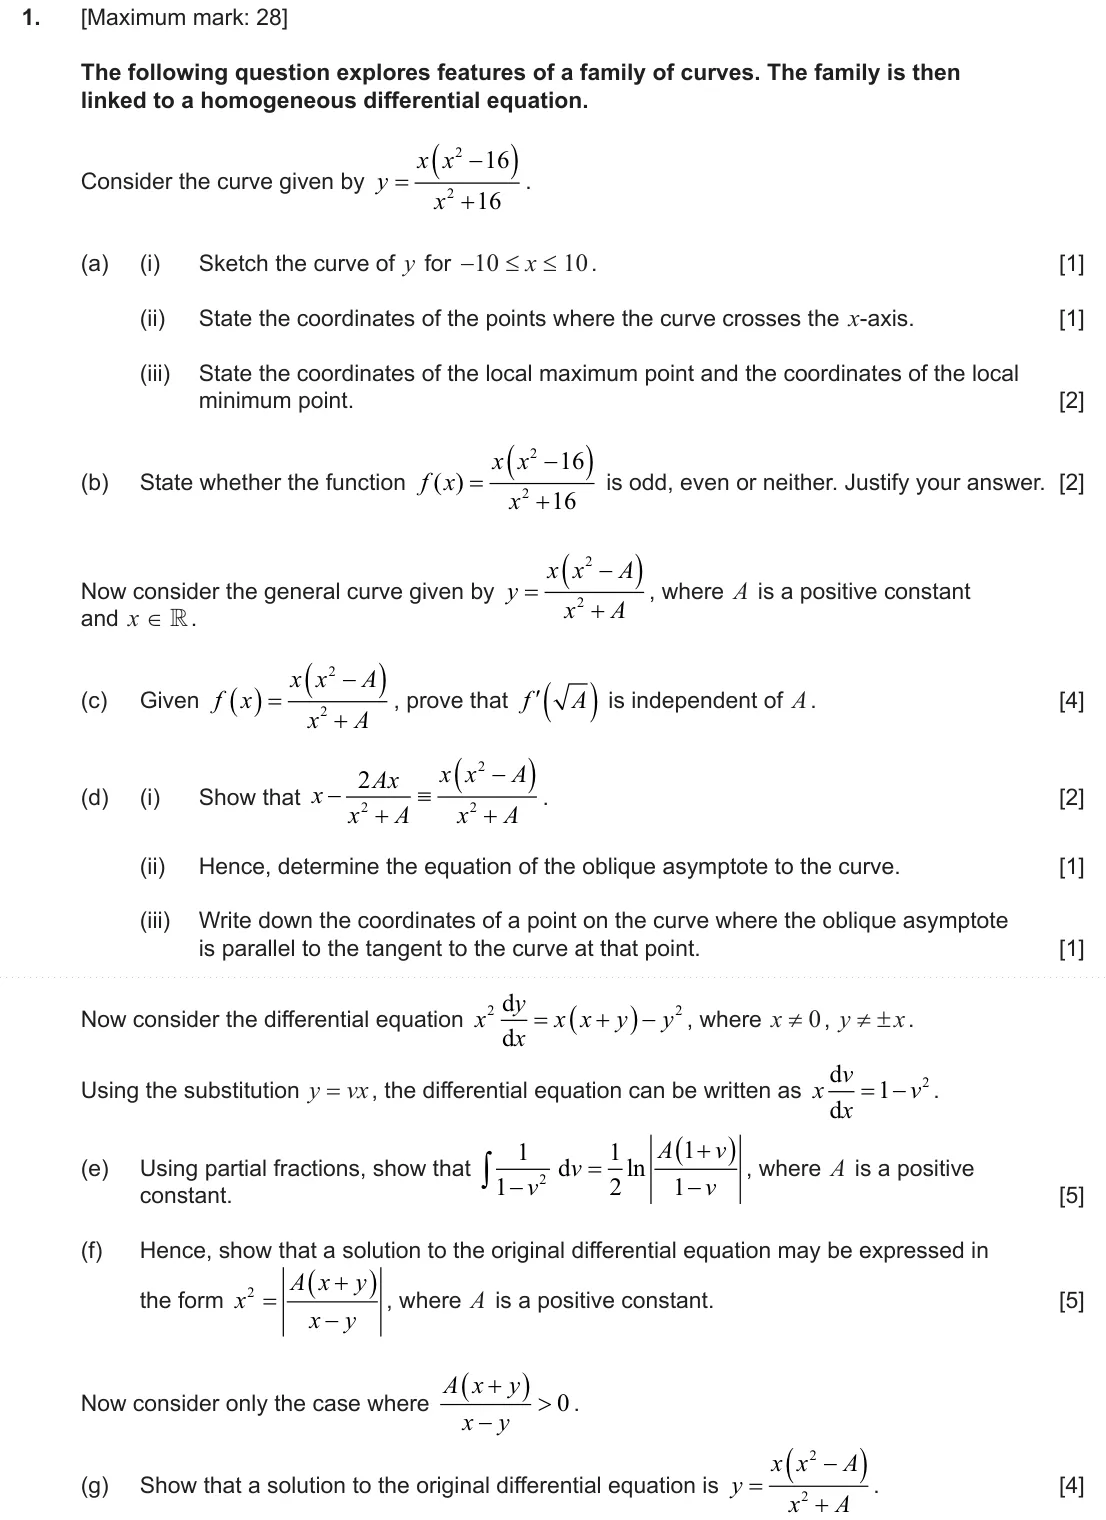 1. [Maximum mark: 28]
The following question explores features of a family of curves. The family is then
linked to a homogeneous differential equation.
Consider the curve given by y = x(x² − 16) / (x² + 16).
(a) (i) Sketch the curve of y for −10 ≤ x ≤ 10. [1]
(ii) State the coordinates of the points where the curve crosses the x-axis. [1]
(iii) State the coordinates of the local maximum point and the coordinates of the local
minimum point. [2]
(b) State whether the function f(x) = x(x² − 16) / (x² + 16) is odd, even or neither. Justify your answer. [2]
Now consider the general curve given by y = x(x² − A) / (x² + A), where A is a positive constant
and x ∈ ℝ.
(c) Given f(x) = x(x² − A) / (x² + A), prove that f′(√A) is independent of A. [4]
(d) (i) Show that x − 2Ax / (x² + A) ≡ x(x² − A) / (x² + A). [2]
(ii) Hence, determine the equation of the oblique asymptote to the curve. [1]
(iii) Write down the coordinates of a point on the curve where the oblique asymptote
is parallel to the tangent to the curve at that point. [1]
Now consider the differential equation x² dy/dx = x(x + y) − y², where x ≠ 0, y ≠ ±x.
Using the substitution y = vx, the differential equation can be written as x dv/dx = 1 − v².
(e) Using partial fractions, show that ∫ 1/(1 − v²) dv = 1/2 ln |A(1 + v) / (1 − v)|, where A is a positive
constant. [5]
(f) Hence, show that a solution to the original differential equation may be expressed in
the form x² = |A(x + y) / (x − y)|, where A is a positive constant. [5]
Now consider only the case where A(x + y) / (x − y) > 0.
(g) Show that a solution to the original differential equation is y = x(x² − A) / (x² + A). [4]